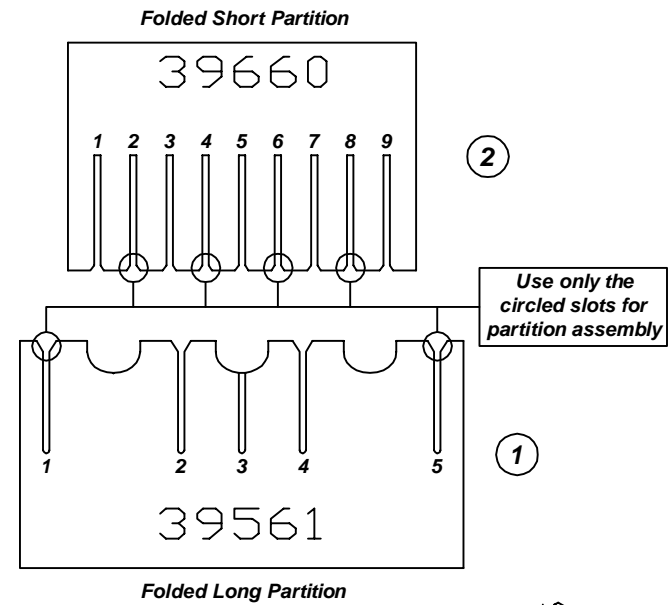 Folded Short Partition
39660
1 2 3 4 5 6 7 8 9
2
Use only the
circled slots for
partition assembly
1 2 3 4 5
1
39561
Folded Long Partition